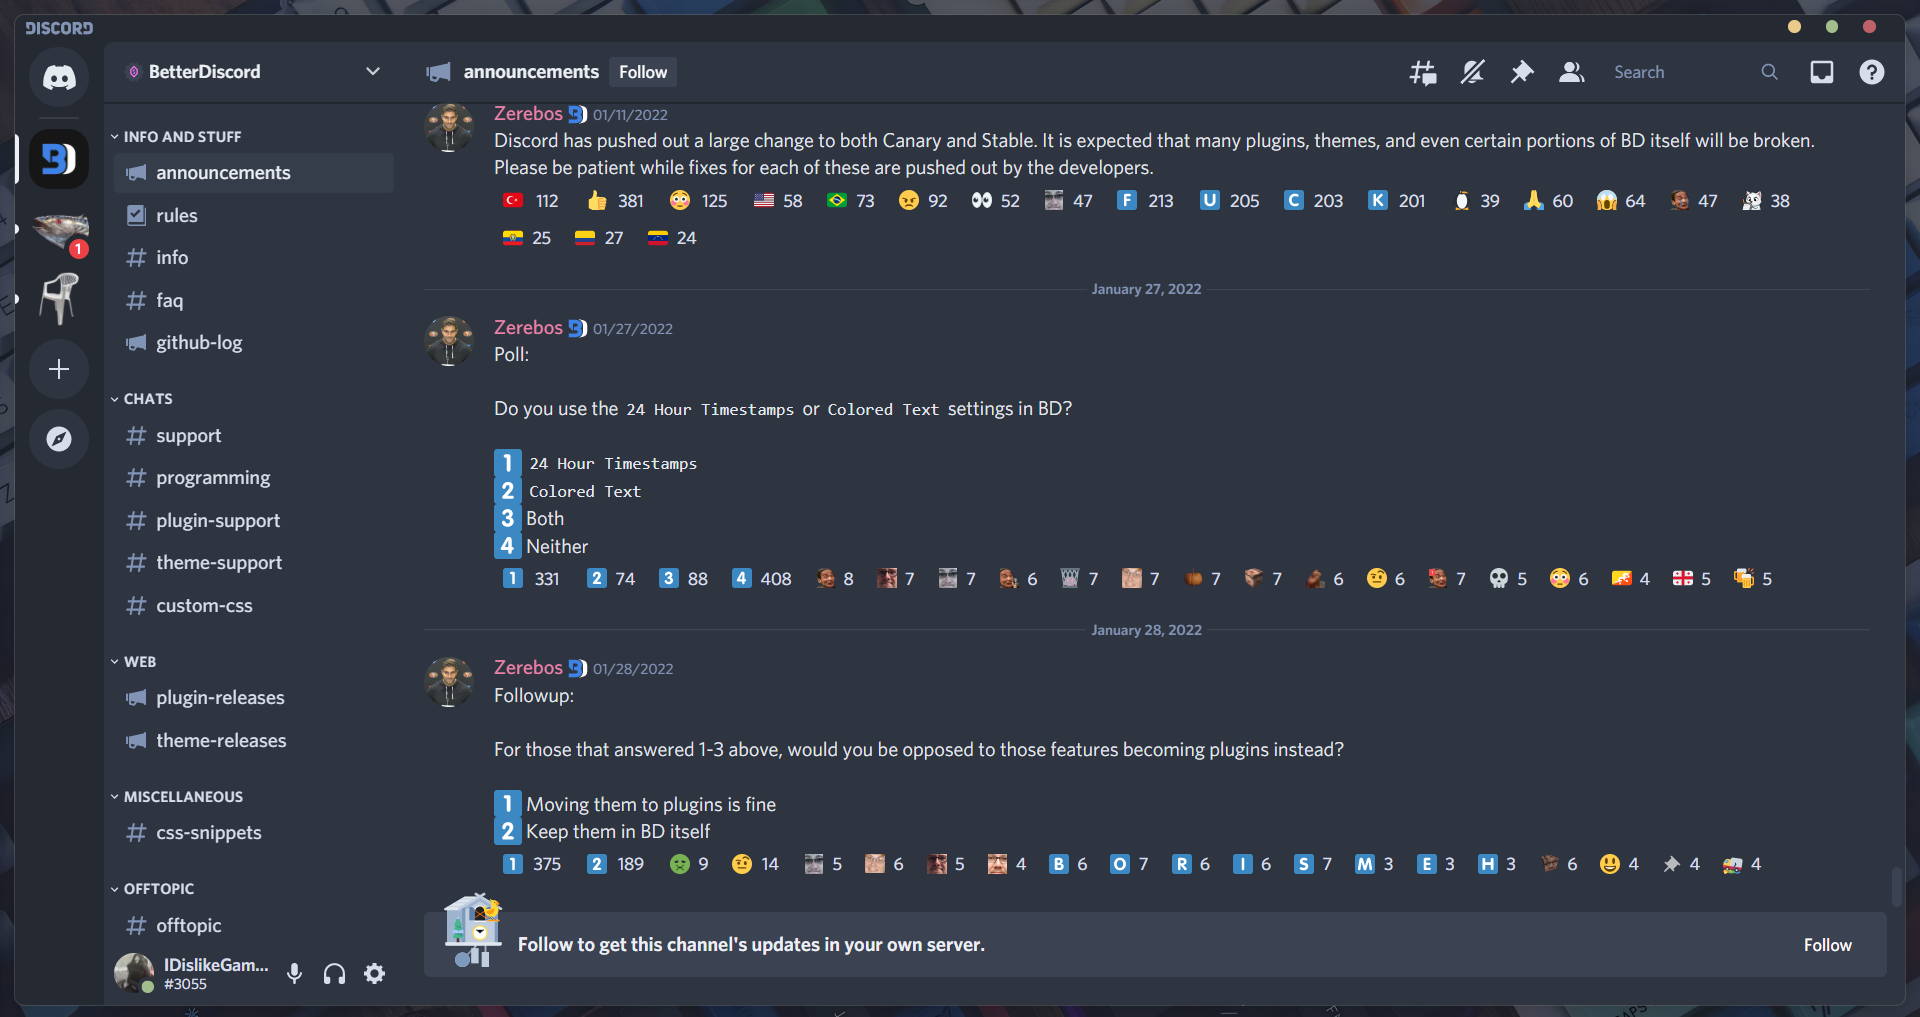 DISCORD
BetterDiscord
announcements Follow
Search
INFO AND STUFF
announcements
rules
info
faq
github-log
CHATS
support
programming
plugin-support
theme-support
custom-css
WEB
plugin-releases
theme-releases
MISCELLANEOUS
css-snippets
OFFTOPIC
offtopic
IDislikeGam...
#3055
1
Zerebos 01/11/2022
Discord has pushed out a large change to both Canary and Stable. It is expected that many plugins, themes, and even certain portions of BD itself will be broken.
Please be patient while fixes for each of these are pushed out by the developers.
112 381 125 58 73 92 52 47 F 213 U 205 C 203 K 201 39 60 64 47 38
25 27 24
January 27, 2022
Zerebos 01/27/2022
Poll:
Do you use the 24 Hour Timestamps or Colored Text settings in BD?
1 24 Hour Timestamps
2 Colored Text
3 Both
4 Neither
1 331 2 74 3 88 4 408 8 7 7 6 7 7 7 7 6 6 7 5 6 4 5 5
January 28, 2022
Zerebos 01/28/2022
Followup:
For those that answered 1-3 above, would you be opposed to those features becoming plugins instead?
1 Moving them to plugins is fine
2 Keep them in BD itself
1 375 2 189 9 14 5 6 5 4 B 6 O 7 R 6 I 6 S 7 M 3 E 3 H 3 6 4 4 4
Follow to get this channel's updates in your own server.
Follow